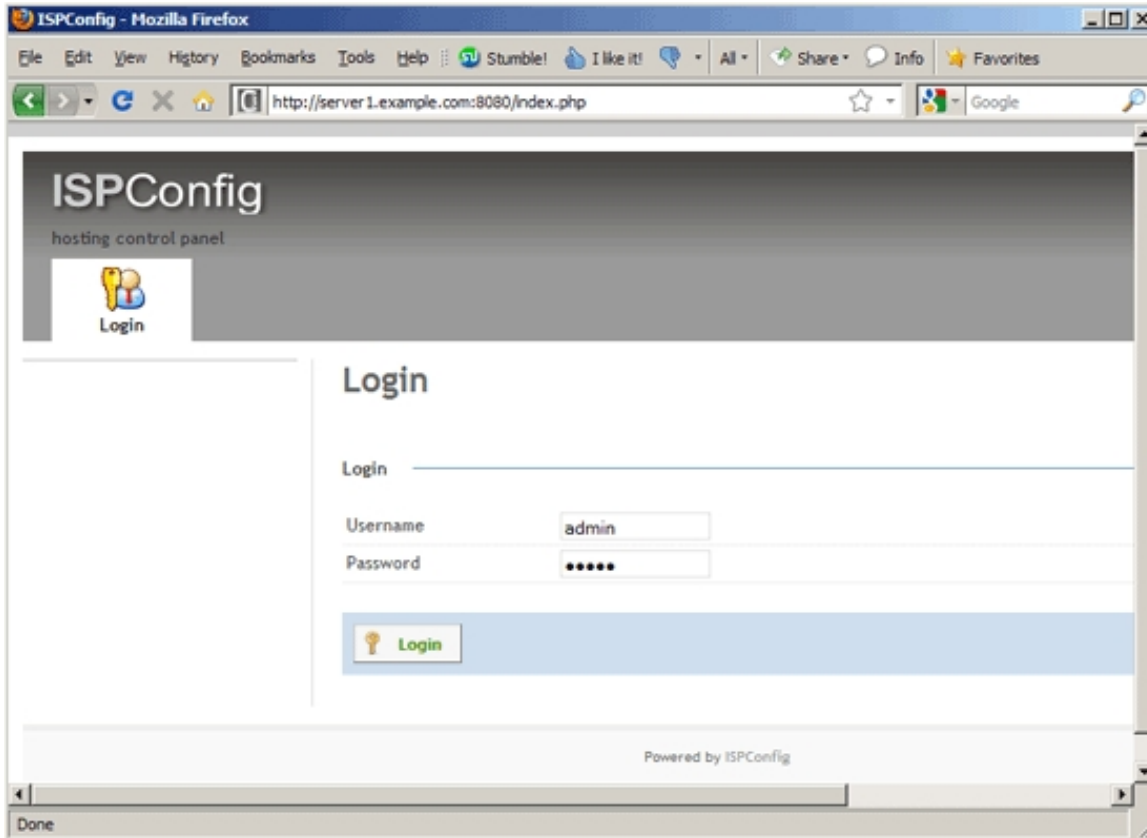 ISPConfig - Mozilla Firefox
File Edit View History Bookmarks Tools Help Stumble! I like it! All Share Info Favorites
http://server1.example.com:8080/index.php Google
ISPConfig
hosting control panel
Login
Login
Login
Username admin
Password •••••
Login
Powered by ISPConfig
Done